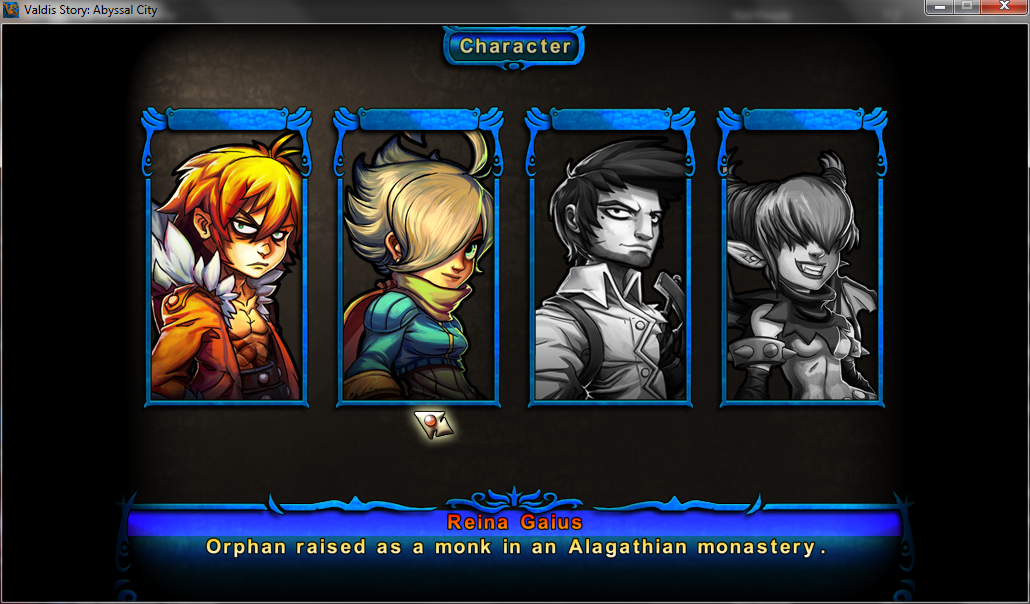 Valdis Story: Abyssal City
Character
Reina Gaius
Orphan raised as a monk in an Alagathian monastery.